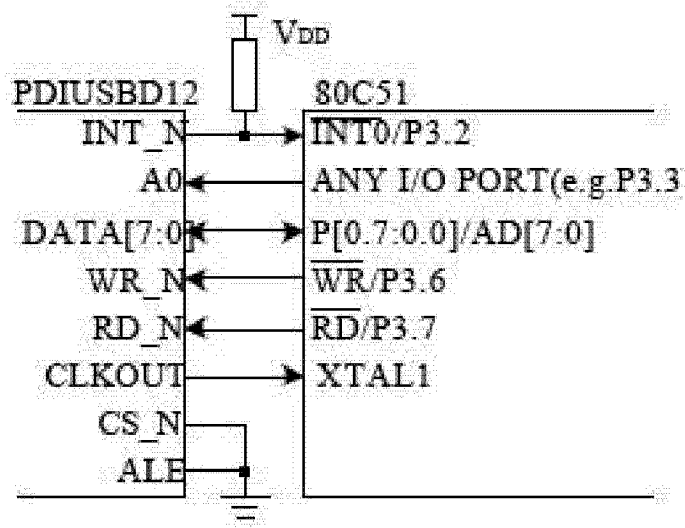 VDD
PDIUSBD12 80C51
INT_N INT0/P3.2
A0 ANY I/O PORT(e.g.P3.3
DATA[7:0] P[0.7:0.0]/AD[7:0]
WR_N WR/P3.6
RD_N RD/P3.7
CLKOUT XTAL1
CS_N
ALE